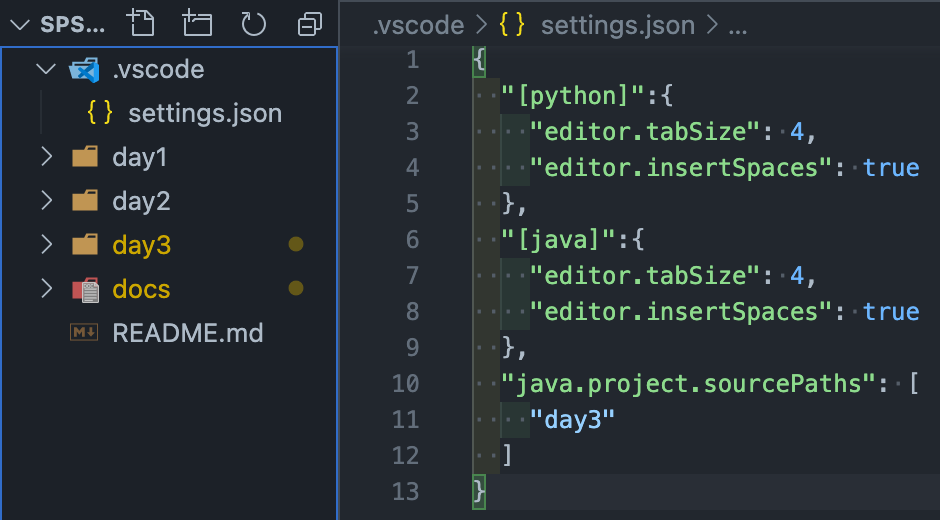 SPS...
.vscode
{} settings.json
day1
day2
day3
docs
README.md
.vscode > {} settings.json > ...
1 {
2 "[python]":{
3 "editor.tabSize": 4,
4 "editor.insertSpaces": true
5 },
6 "[java]":{
7 "editor.tabSize": 4,
8 "editor.insertSpaces": true
9 },
10 "java.project.sourcePaths": [
11 "day3"
12 ]
13 }